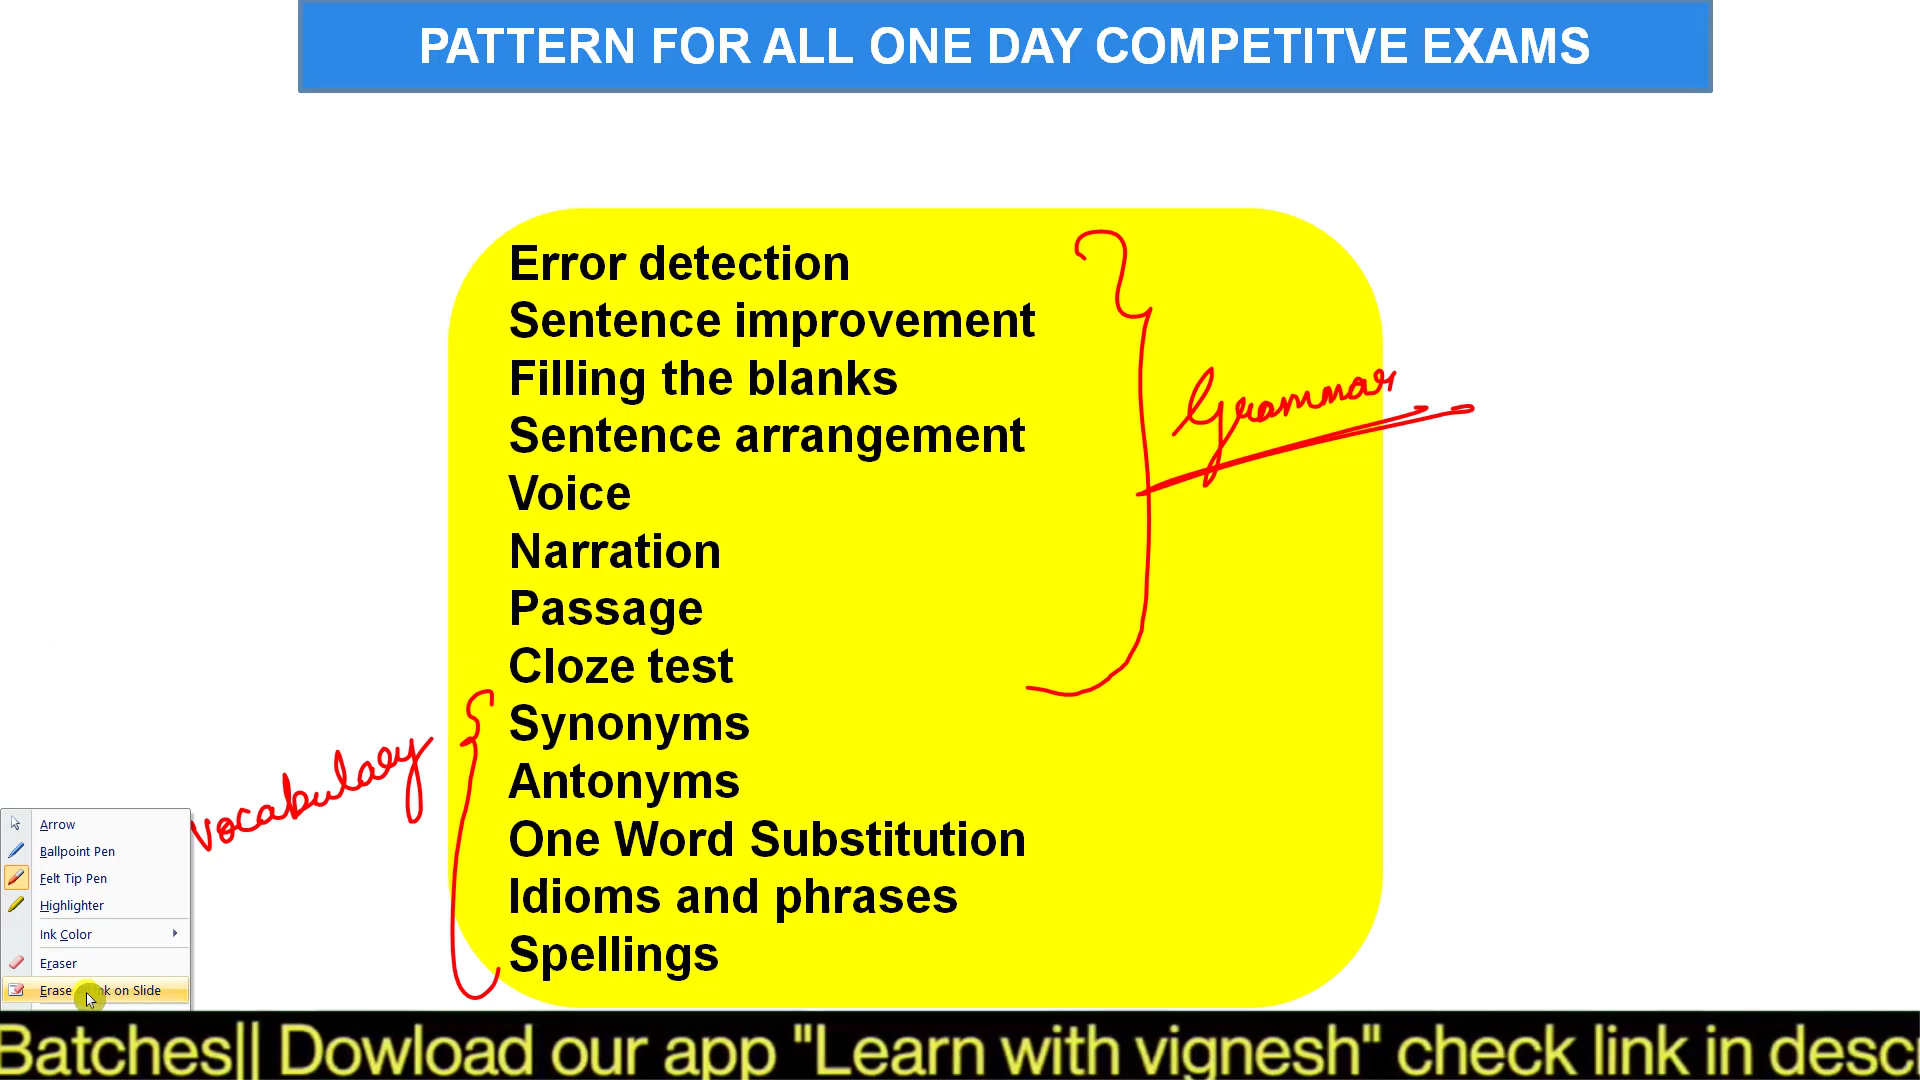 PATTERN FOR ALL ONE DAY COMPETITVE EXAMS
Error detection
Sentence improvement
Filling the blanks
Sentence arrangement
Voice
Narration
Passage
Cloze test
Synonyms
Antonyms
One Word Substitution
Idioms and phrases
Spellings
Grammar
vocabulary
Arrow
Ballpoint Pen
Felt Tip Pen
Highlighter
Ink Color
Eraser
Erase Ink on Slide
Batches|| Dowload our app "Learn with vignesh" check link in descr